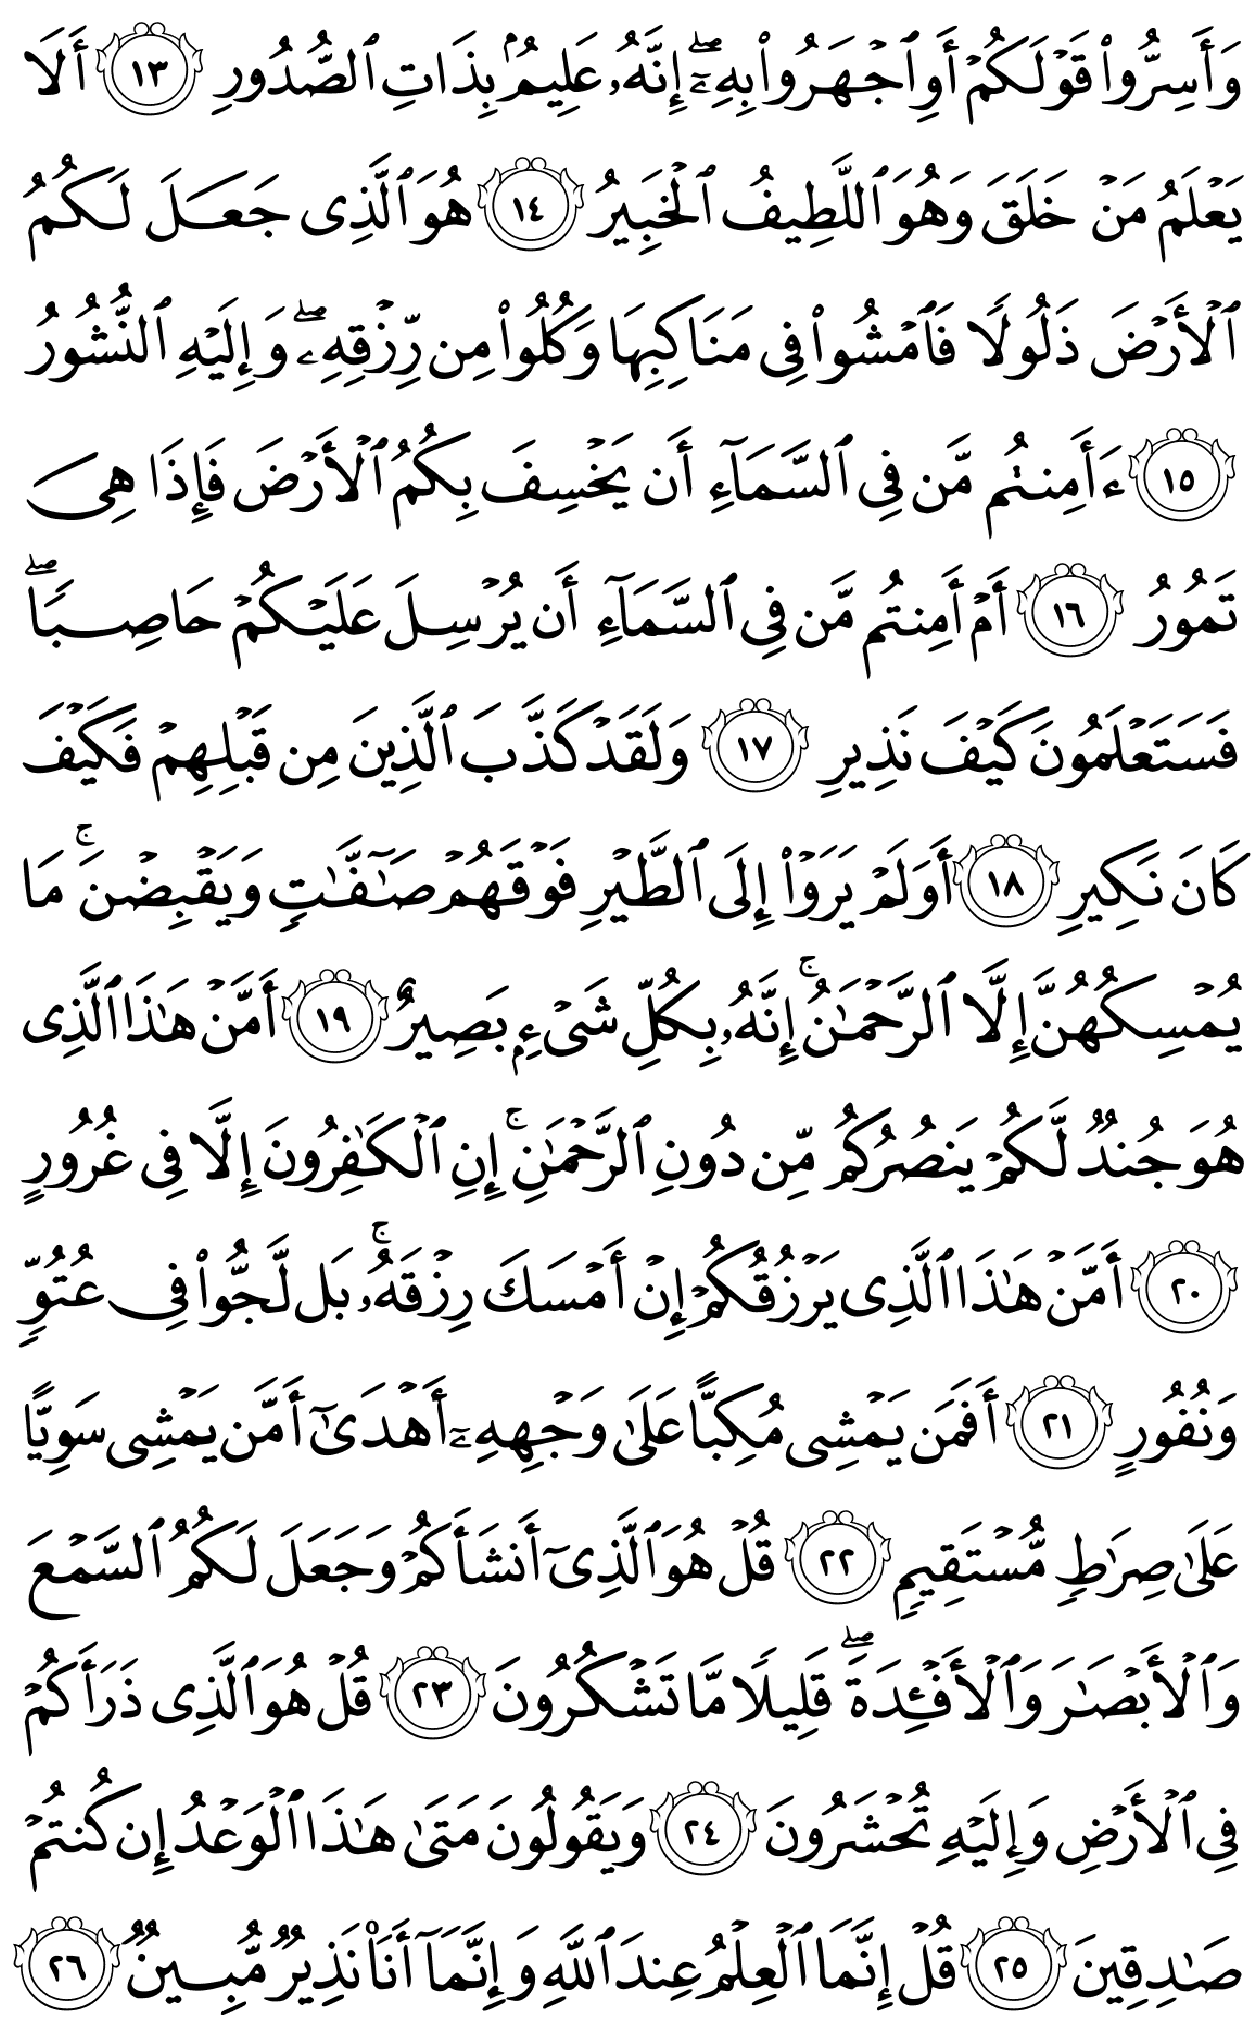 وَأَسِرُّوا۟ قَوْلَكُمْ أَوِ ٱجْهَرُوا۟ بِهِۦٓ ۖ إِنَّهُۥ عَلِيمٌۢ بِذَاتِ ٱلصُّدُورِ ١٣ أَلَا
يَعْلَمُ مَنْ خَلَقَ وَهُوَ ٱللَّطِيفُ ٱلْخَبِيرُ ١٤ هُوَ ٱلَّذِى جَعَلَ لَكُمُ
ٱلْأَرْضَ ذَلُولًا فَٱمْشُوا۟ فِى مَنَاكِبِهَا وَكُلُوا۟ مِن رِّزْقِهِۦ ۖ وَإِلَيْهِ ٱلنُّشُورُ
١٥ ءَأَمِنتُم مَّن فِى ٱلسَّمَآءِ أَن يَخْسِفَ بِكُمُ ٱلْأَرْضَ فَإِذَا هِىَ
تَمُورُ ١٦ أَمْ أَمِنتُم مَّن فِى ٱلسَّمَآءِ أَن يُرْسِلَ عَلَيْكُمْ حَاصِبًا ۖ
فَسَتَعْلَمُونَ كَيْفَ نَذِيرِ ١٧ وَلَقَدْ كَذَّبَ ٱلَّذِينَ مِن قَبْلِهِمْ فَكَيْفَ
كَانَ نَكِيرِ ١٨ أَوَلَمْ يَرَوْا۟ إِلَى ٱلطَّيْرِ فَوْقَهُمْ صَٰٓفَّٰتٍ وَيَقْبِضْنَ ۚ مَا
يُمْسِكُهُنَّ إِلَّا ٱلرَّحْمَٰنُ ۚ إِنَّهُۥ بِكُلِّ شَىْءٍۭ بَصِيرٌ ١٩ أَمَّنْ هَٰذَا ٱلَّذِى
هُوَ جُندٌ لَّكُمْ يَنصُرُكُم مِّن دُونِ ٱلرَّحْمَٰنِ ۚ إِنِ ٱلْكَٰفِرُونَ إِلَّا فِى غُرُورٍ
٢٠ أَمَّنْ هَٰذَا ٱلَّذِى يَرْزُقُكُمْ إِنْ أَمْسَكَ رِزْقَهُۥ ۚ بَل لَّجُّوا۟ فِى عُتُوٍّ
وَنُفُورٍ ٢١ أَفَمَن يَمْشِى مُكِبًّا عَلَىٰ وَجْهِهِۦٓ أَهْدَىٰٓ أَمَّن يَمْشِى سَوِيًّا
عَلَىٰ صِرَٰطٍ مُّسْتَقِيمٍ ٢٢ قُلْ هُوَ ٱلَّذِىٓ أَنشَأَكُمْ وَجَعَلَ لَكُمُ ٱلسَّمْعَ
وَٱلْأَبْصَٰرَ وَٱلْأَفْـِٔدَةَ ۖ قَلِيلًا مَّا تَشْكُرُونَ ٢٣ قُلْ هُوَ ٱلَّذِى ذَرَأَكُمْ
فِى ٱلْأَرْضِ وَإِلَيْهِ تُحْشَرُونَ ٢٤ وَيَقُولُونَ مَتَىٰ هَٰذَا ٱلْوَعْدُ إِن كُنتُمْ
صَٰدِقِينَ ٢٥ قُلْ إِنَّمَا ٱلْعِلْمُ عِندَ ٱللَّهِ وَإِنَّمَآ أَنَا۠ نَذِيرٌ مُّبِينٌ ٢٦